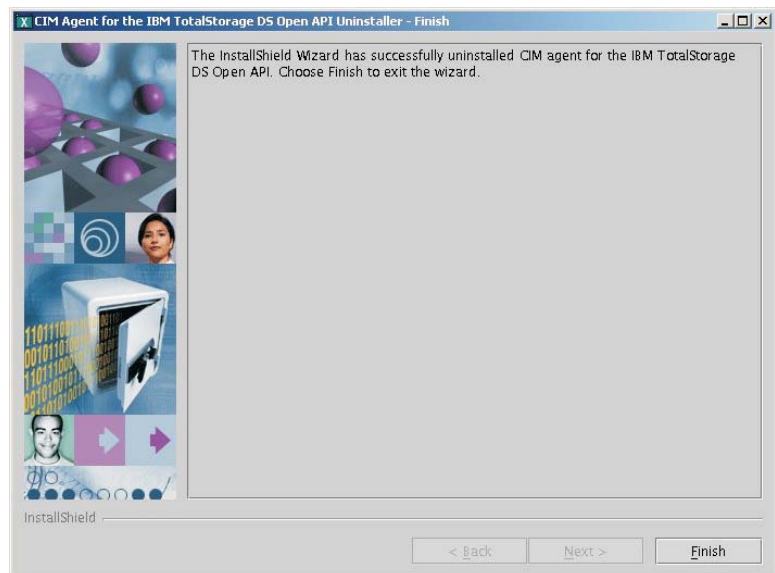 X CIM Agent for the IBM TotalStorage DS Open API Uninstaller - Finish
The InstallShield Wizard has successfully uninstalled CIM agent for the IBM TotalStorage
DS Open API. Choose Finish to exit the wizard.
InstallShield
< Back
Next >
Finish